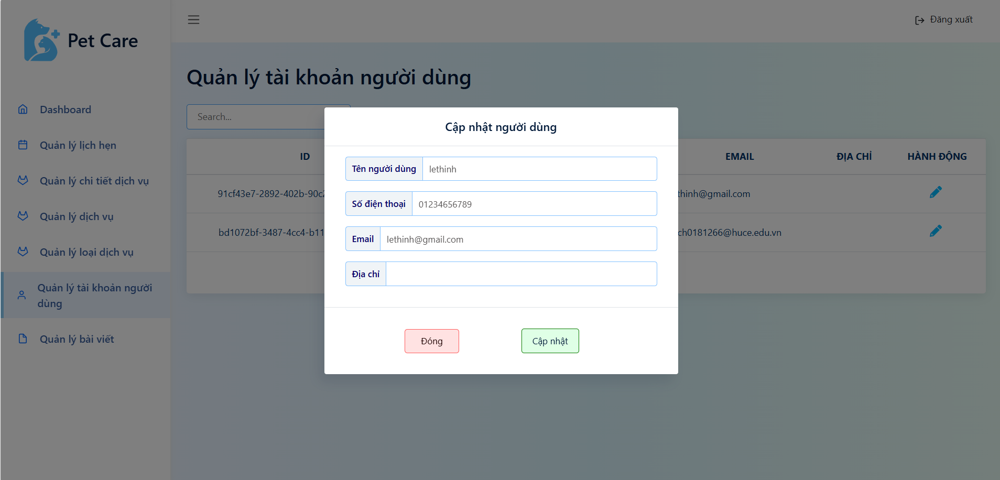 Pet Care
Đăng xuất
Dashboard
Quản lý lịch hẹn
Quản lý chi tiết dịch vụ
Quản lý dịch vụ
Quản lý loại dịch vụ
Quản lý tài khoản người
dùng
Quản lý bài viết
Quản lý tài khoản người dùng
Search...
ID EMAIL ĐỊA CHỈ HÀNH ĐỘNG
91cf43e7-2892-402b-90c thinh@gmail.com
bd1072bf-3487-4cc4-b11 ch0181266@huce.edu.vn
Cập nhật người dùng
Tên người dùng lethinh
Số điện thoại 01234656789
Email lethinh@gmail.com
Địa chỉ
Đóng Cập nhật